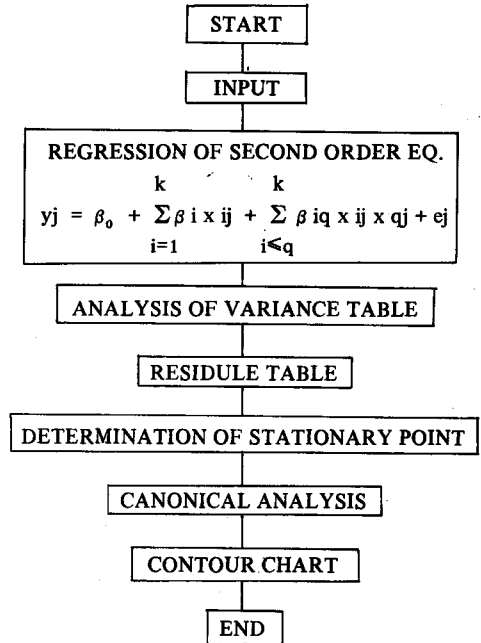 START
INPUT
REGRESSION OF SECOND ORDER EQ.
k k
yj = β₀ + Σ β i x ij + Σ β iq x ij x qj + ej
i=1 i≤q
ANALYSIS OF VARIANCE TABLE
RESIDULE TABLE
DETERMINATION OF STATIONARY POINT
CANONICAL ANALYSIS
CONTOUR CHART
END